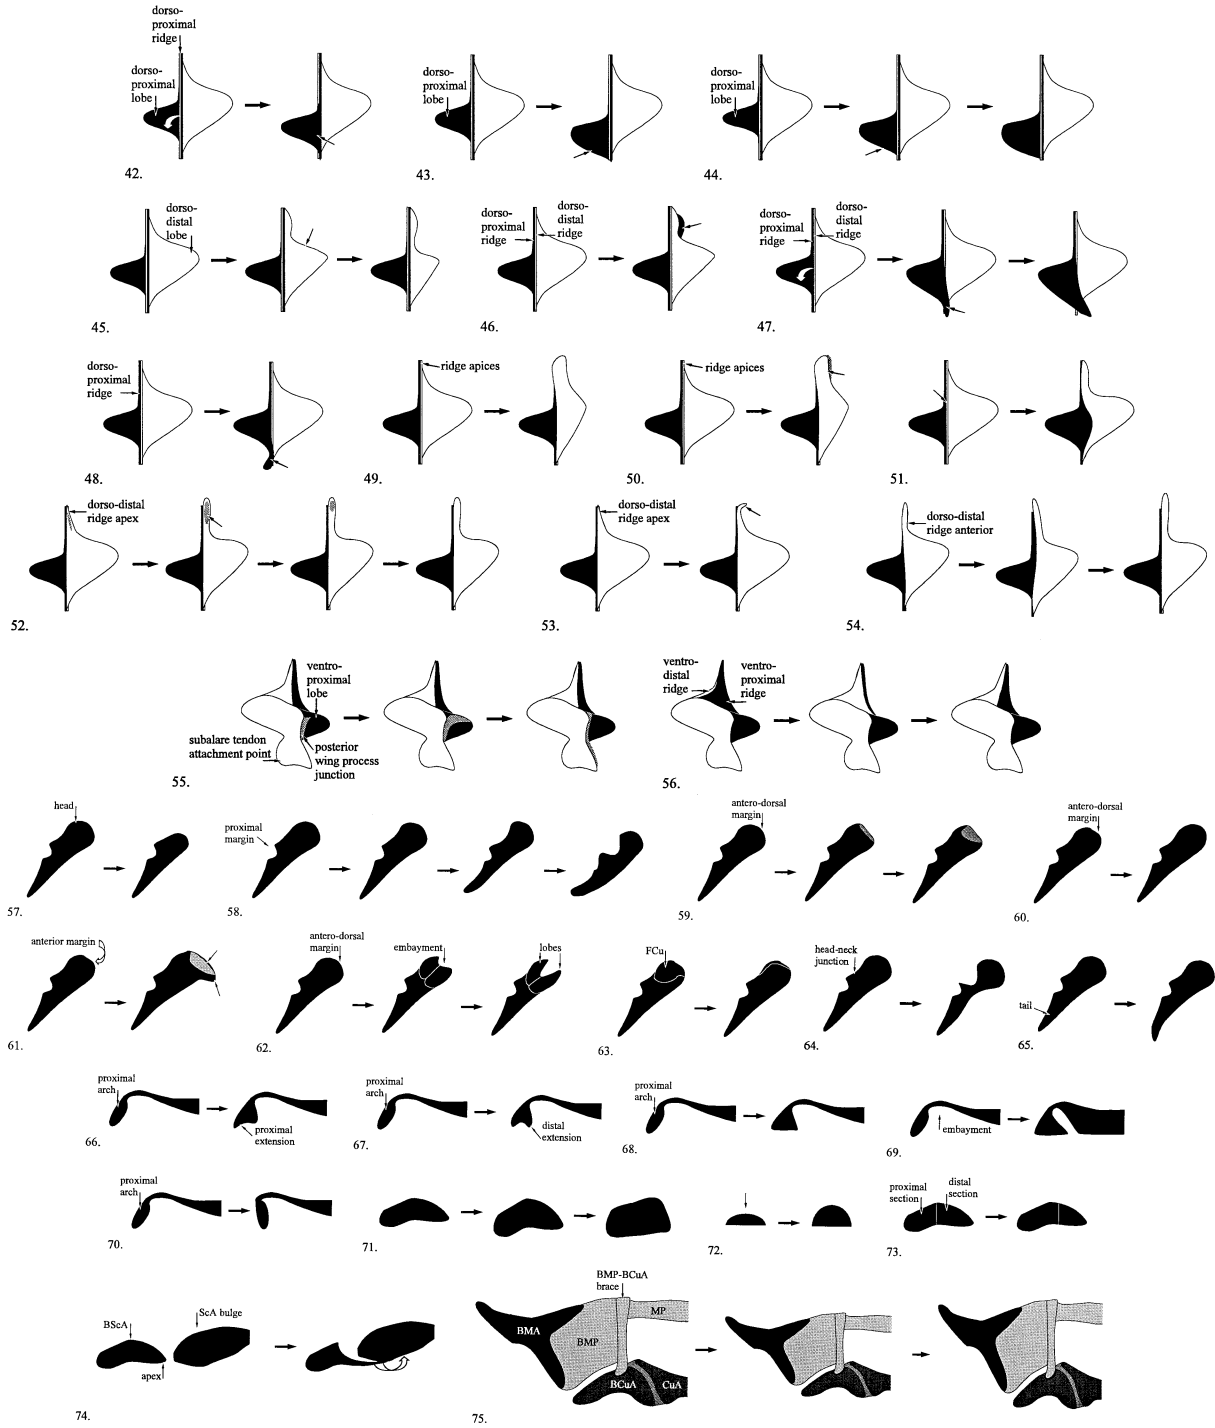 dorso-
proximal
ridge
dorso-
proximal
lobe
42.
dorso-
proximal
lobe
43.
dorso-
proximal
lobe
44.
dorso-
distal
lobe
45.
dorso-
proximal
ridge
dorso-
distal
ridge
46.
dorso-
proximal
ridge
dorso-
distal
ridge
47.
dorso-
proximal
ridge
48.
ridge apices
49.
ridge apices
50.
51.
dorso-distal
ridge apex
52.
dorso-distal
ridge apex
53.
dorso-distal
ridge anterior
54.
ventro-
proximal
lobe
subalare tendon
attachment point
posterior
wing process
junction
55.
ventro-
distal
ridge
ventro-
proximal
ridge
56.
head
57.
proximal
margin
58.
antero-dorsal
margin
59.
antero-dorsal
margin
60.
anterior margin
61.
antero-dorsal
margin
embayment
lobes
62.
FCu
63.
head-neck
junction
64.
tail
65.
proximal
arch
proximal
extension
66.
proximal
arch
distal
extension
67.
proximal
arch
68.
embayment
69.
proximal
arch
70.
71.
72.
proximal
section
distal
section
73.
BScA
ScA bulge
apex
74.
BMP-BCuA
brace
MP
BMA
BMP
BCuA
CuA
75.